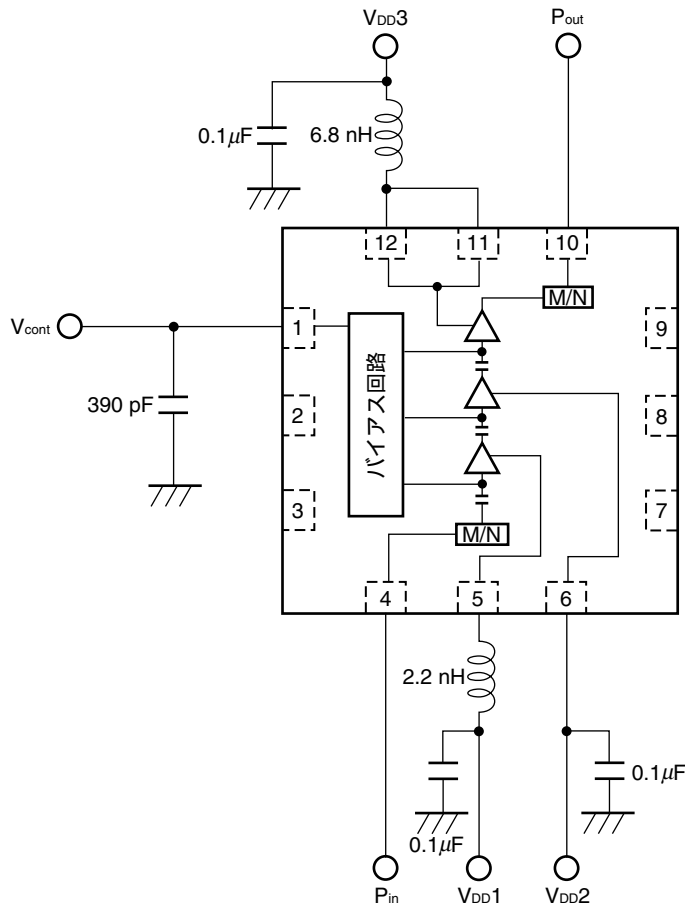 VDD3
Pout
0.1μF
6.8 nH
12
11
10
M/N
Vcont
1
9
390 pF
2
バイアス回路
8
3
7
M/N
4
5
6
2.2 nH
0.1μF
0.1μF
Pin
VDD1
VDD2